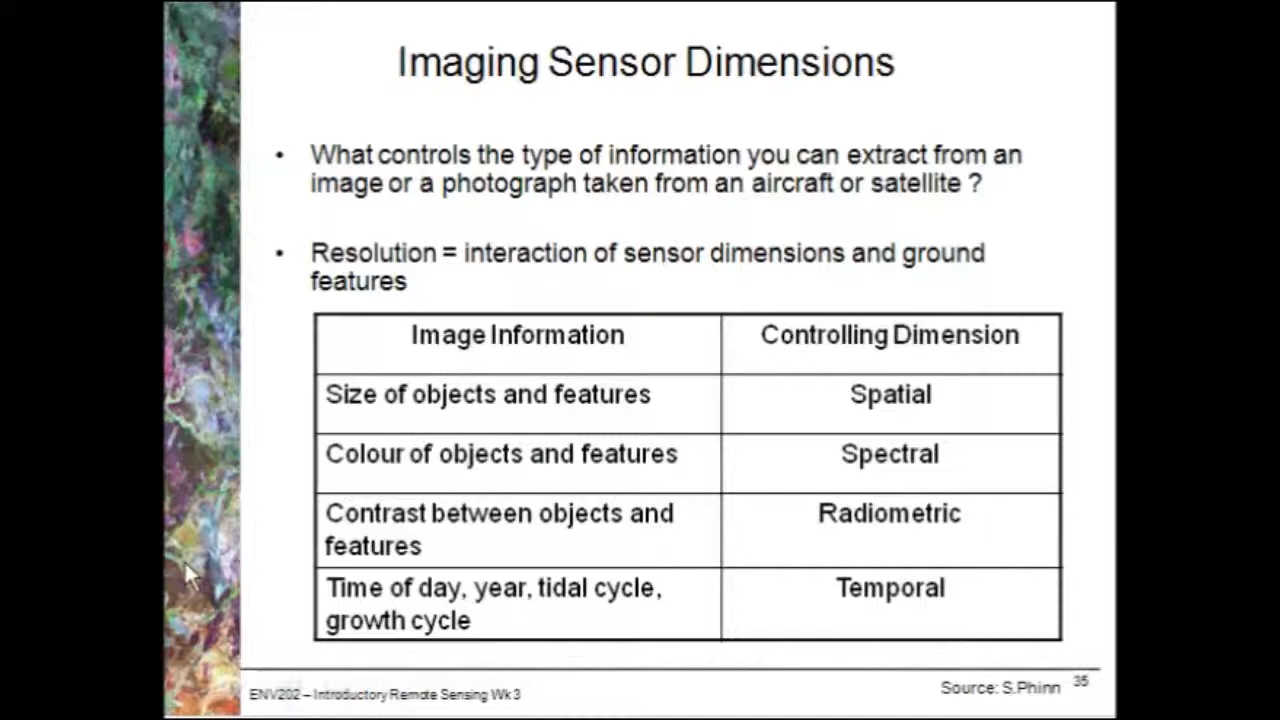 Imaging Sensor Dimensions
• What controls the type of information you can extract from an
image or a photograph taken from an aircraft or satellite ?
• Resolution = interaction of sensor dimensions and ground
features
Image Information Controlling Dimension
Size of objects and features Spatial
Colour of objects and features Spectral
Contrast between objects and Radiometric
features
Time of day, year, tidal cycle, Temporal
growth cycle
ENV202 – Introductory Remote Sensing Wk 3 Source: S.Phinn 35